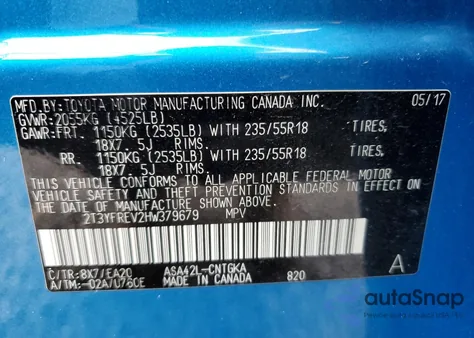 MFD.BY: TOYOTA MOTOR MANUFACTURING CANADA INC. 05/17
GVWR: 2055KG (4525LB)
GAWR: FRT. 1150KG (2535LB) WITH 235/55R18 TIRES,
18X7 5J RIMS.
RR. 1150KG (2535LB) WITH 235/55R18 TIRES,
18X7 5J RIMS.
THIS VEHICLE CONFORMS TO ALL APPLICABLE FEDERAL MOTOR
VEHICLE SAFETY AND THEFT PREVENTION STANDARDS IN EFFECT
ON THE DATE OF MANUFACTURE SHOWN ABOVE.
2T3YFREV2HW379679 MPV
C/TR: 8X7/EA20 ASA42L-CNTGKA A
A/TM: -02A/U76CE MADE IN CANADA 820
autoSnap